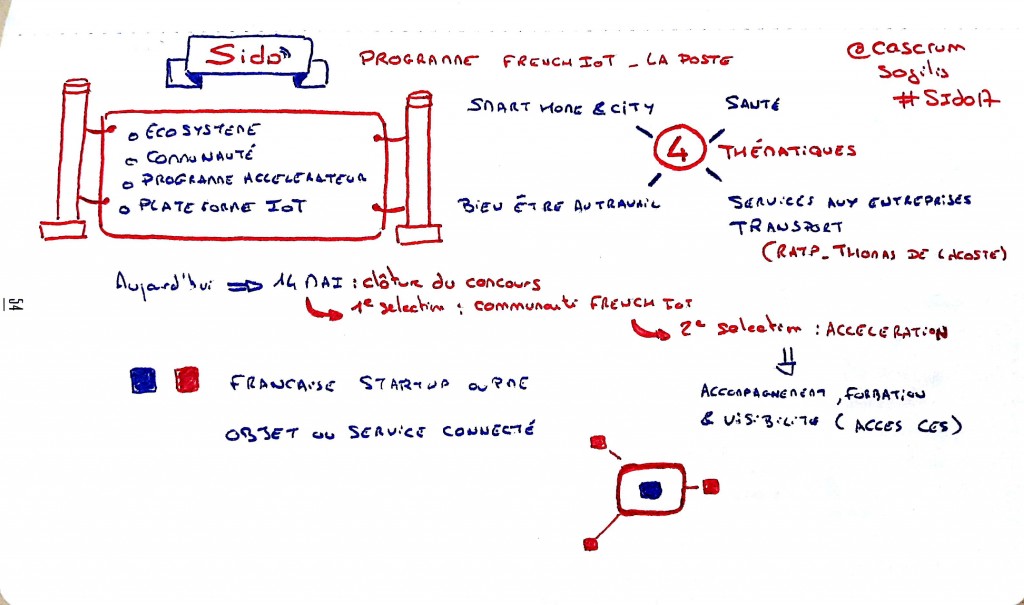 Sido
PROGRAMME FRENCH IoT - LA POSTE
@cascrum
Sogilis
#SIdo17
o ECOSYSTEME
o COMMUNAUTÉ
o PROGRAMME ACCELERATEUR
o PLATEFORME IoT
SMART HOME & CITY
SANTÉ
4 THÉMATIQUES
BIEN ÊTRE AU TRAVAIL
SERVICES AUX ENTREPRISES
TRANSPORT
(RATP - THOMAS DE LACOSTE)
Aujourd'hui => 14 MAI : clôture du concours
1e selection : communauté FRENCH IoT
2e selection : ACCELERATION
ACCOMPAGNEMENT, FORMATION
& VISIBILITÉ (ACCES CES)
FRANCAISE STARTUP OU PME
OBJET OU SERVICE CONNECTÉ
54